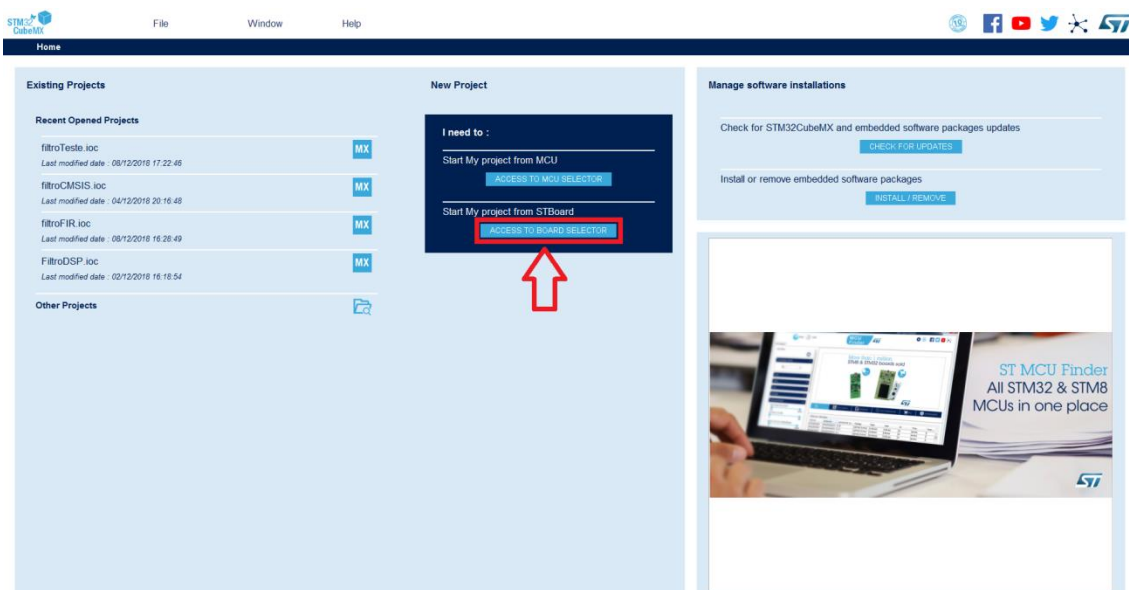 STM32
CubeMX
File
Window
Help
Home
Existing Projects
Recent Opened Projects
filtroTeste.ioc
MX
Last modified date : 08/12/2018 17:22:46
filtroCMSIS.ioc
MX
Last modified date : 04/12/2018 20:16:48
filtroFIR.ioc
MX
Last modified date : 08/12/2018 16:28:49
FiltroDSP.ioc
MX
Last modified date : 02/12/2018 16:18:54
Other Projects
New Project
I need to :
Start My project from MCU
ACCESS TO MCU SELECTOR
Start My project from STBoard
ACCESS TO BOARD SELECTOR
Manage software installations
Check for STM32CubeMX and embedded software packages updates
CHECK FOR UPDATES
Install or remove embedded software packages
INSTALL / REMOVE
ST MCU Finder
All STM32 & STM8
MCUs in one place
ST